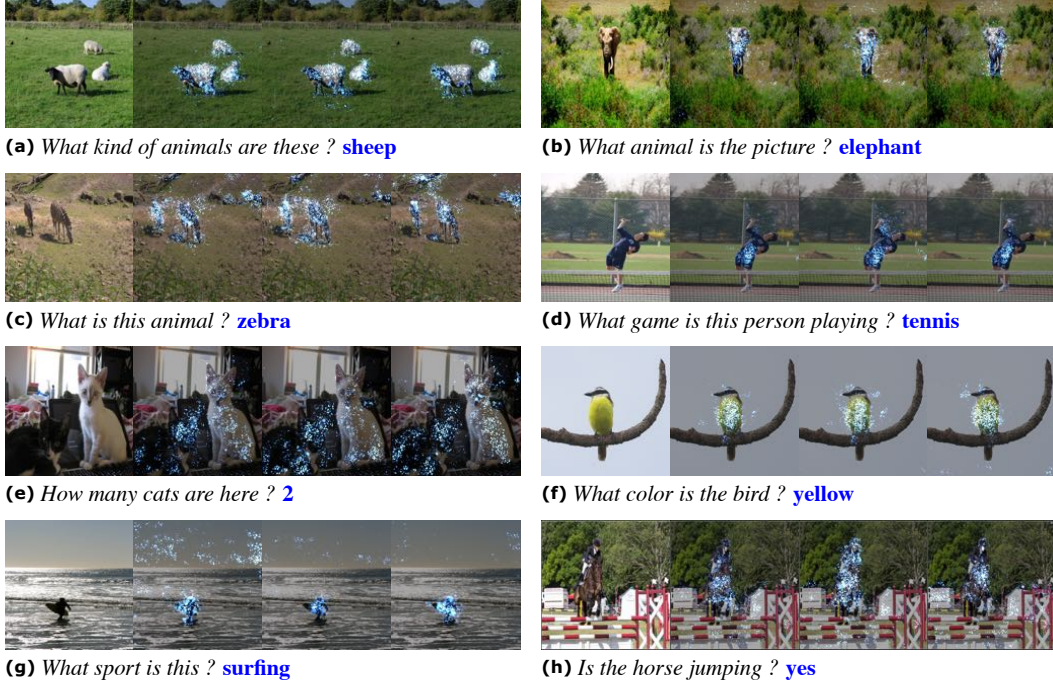 (a) What kind of animals are these ? sheep
(b) What animal is the picture ? elephant
(c) What is this animal ? zebra
(d) What game is this person playing ? tennis
(e) How many cats are here ? 2
(f) What color is the bird ? yellow
(g) What sport is this ? surfing
(h) Is the horse jumping ? yes